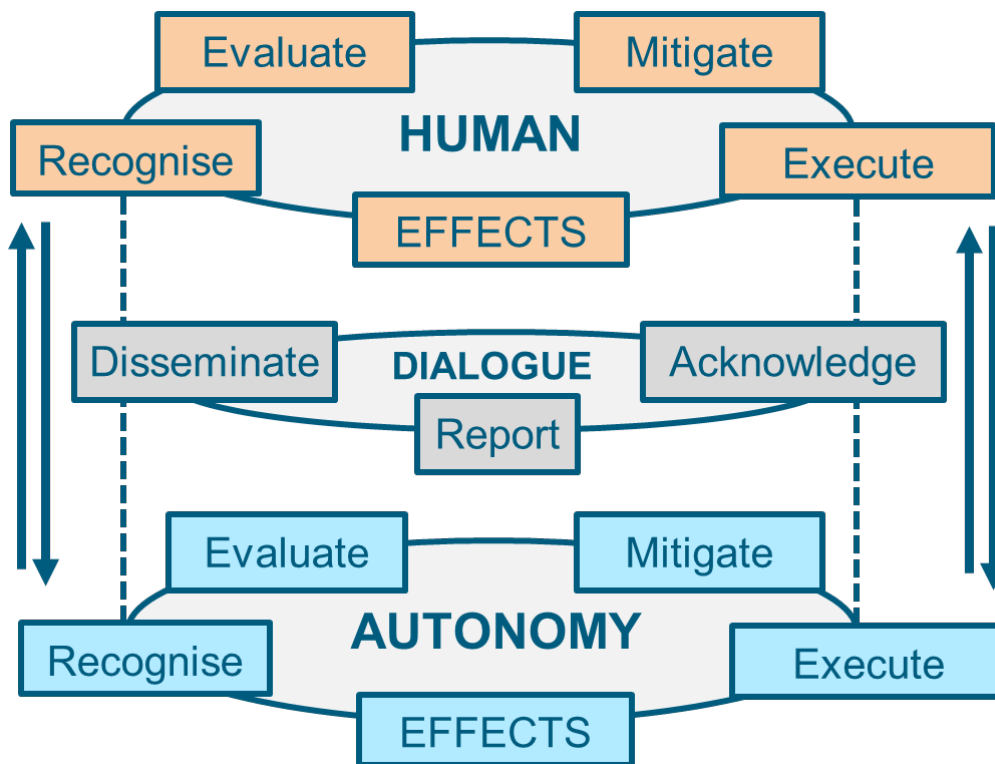 Evaluate
Mitigate
HUMAN
Recognise
Execute
EFFECTS
Disseminate
DIALOGUE
Acknowledge
Report
Evaluate
Mitigate
AUTONOMY
Recognise
Execute
EFFECTS